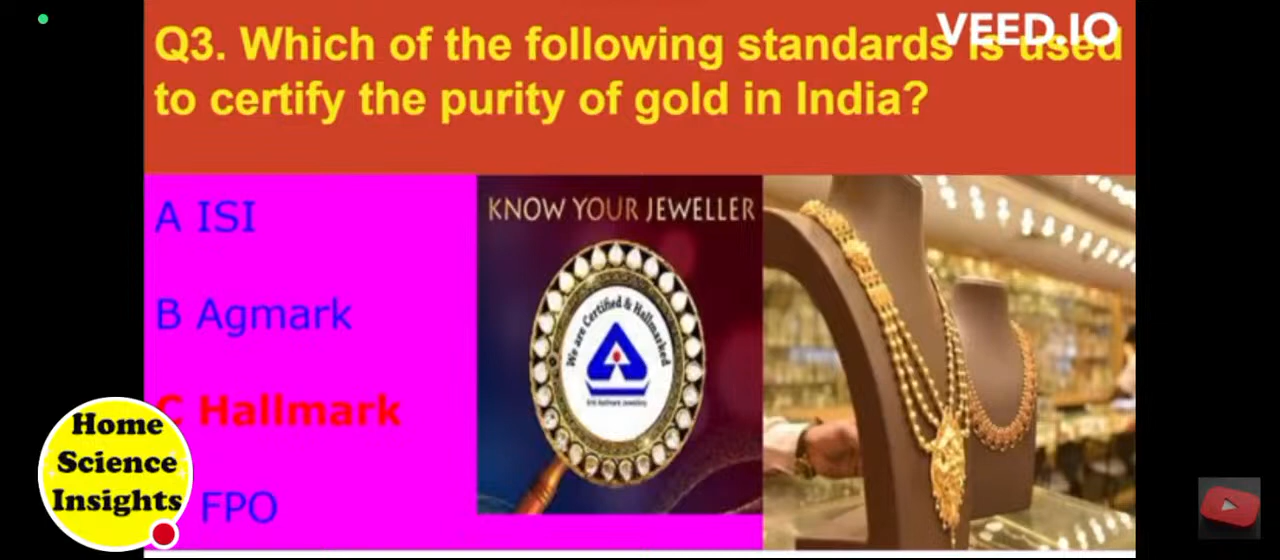 VEED.IO
Q3. Which of the following standards is used
to certify the purity of gold in India?
A ISI
B Agmark
C Hallmark
FPO
KNOW YOUR JEWELLER
We are Certified & Hallmarked
Home
Science
Insights